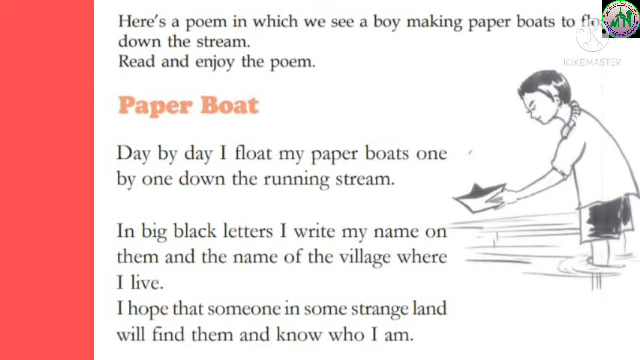 Here's a poem in which we see a boy making paper boats to flo
down the stream.
Read and enjoy the poem.
KINEMASTER
Paper Boat
Day by day I float my paper boats one
by one down the running stream.
In big black letters I write my name on
them and the name of the village where
I live.
I hope that someone in some strange land
will find them and know who I am.